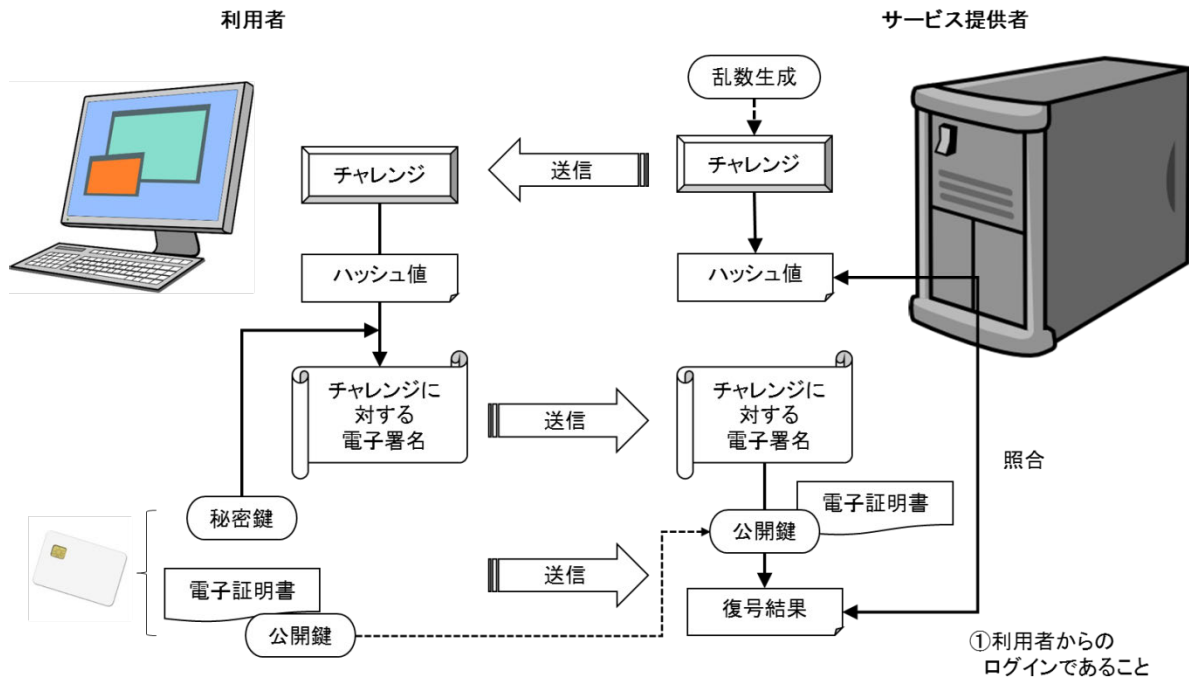 利用者
サービス提供者
乱数生成
チャレンジ
送信
チャレンジ
ハッシュ値
ハッシュ値
チャレンジに
対する
電子署名
送信
チャレンジに
対する
電子署名
照合
秘密鍵
電子証明書
公開鍵
電子証明書
公開鍵
送信
復号結果
①利用者からの
ログインであること